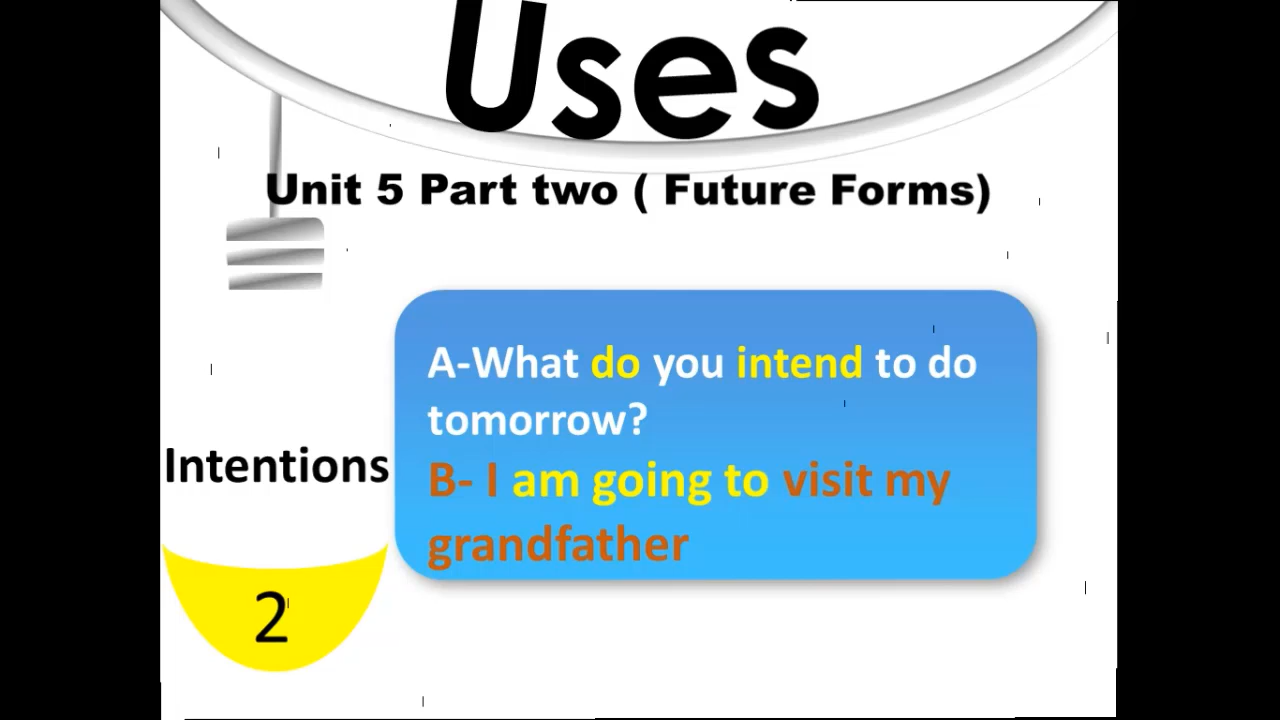 Uses
Unit 5 Part two ( Future Forms)
A-What do you intend to do
tomorrow?
Intentions
B- I am going to visit my
grandfather
2